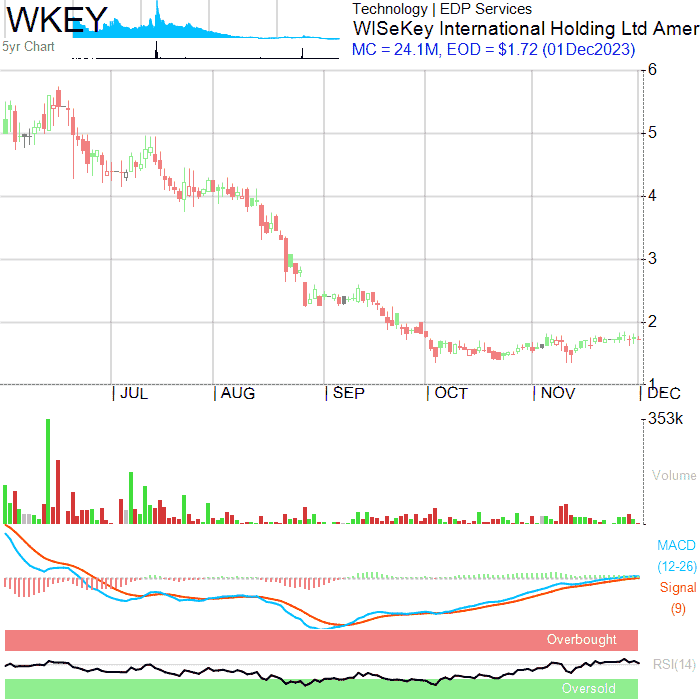 WKEY
5yr Chart
Technology | EDP Services
WISeKey International Holding Ltd Amer
MC = 24.1M, EOD = $1.72 (01Dec2023)
6
5
4
3
2
1
JUL AUG SEP OCT NOV DEC
353k
Volume
MACD
(12-26)
Signal
(9)
Overbought
RSI(14)
Oversold